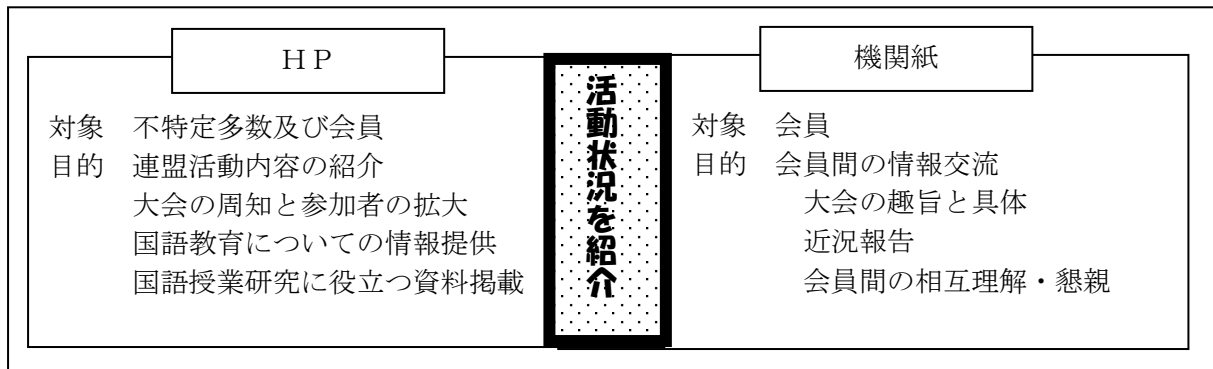 ＨＰ
対象　不特定多数及び会員
目的　連盟活動内容の紹介
大会の周知と参加者の拡大
国語教育についての情報提供
国語授業研究に役立つ資料掲載
活動状況を紹介
機関紙
対象　会員
目的　会員間の情報交流
大会の趣旨と具体
近況報告
会員間の相互理解・懇親